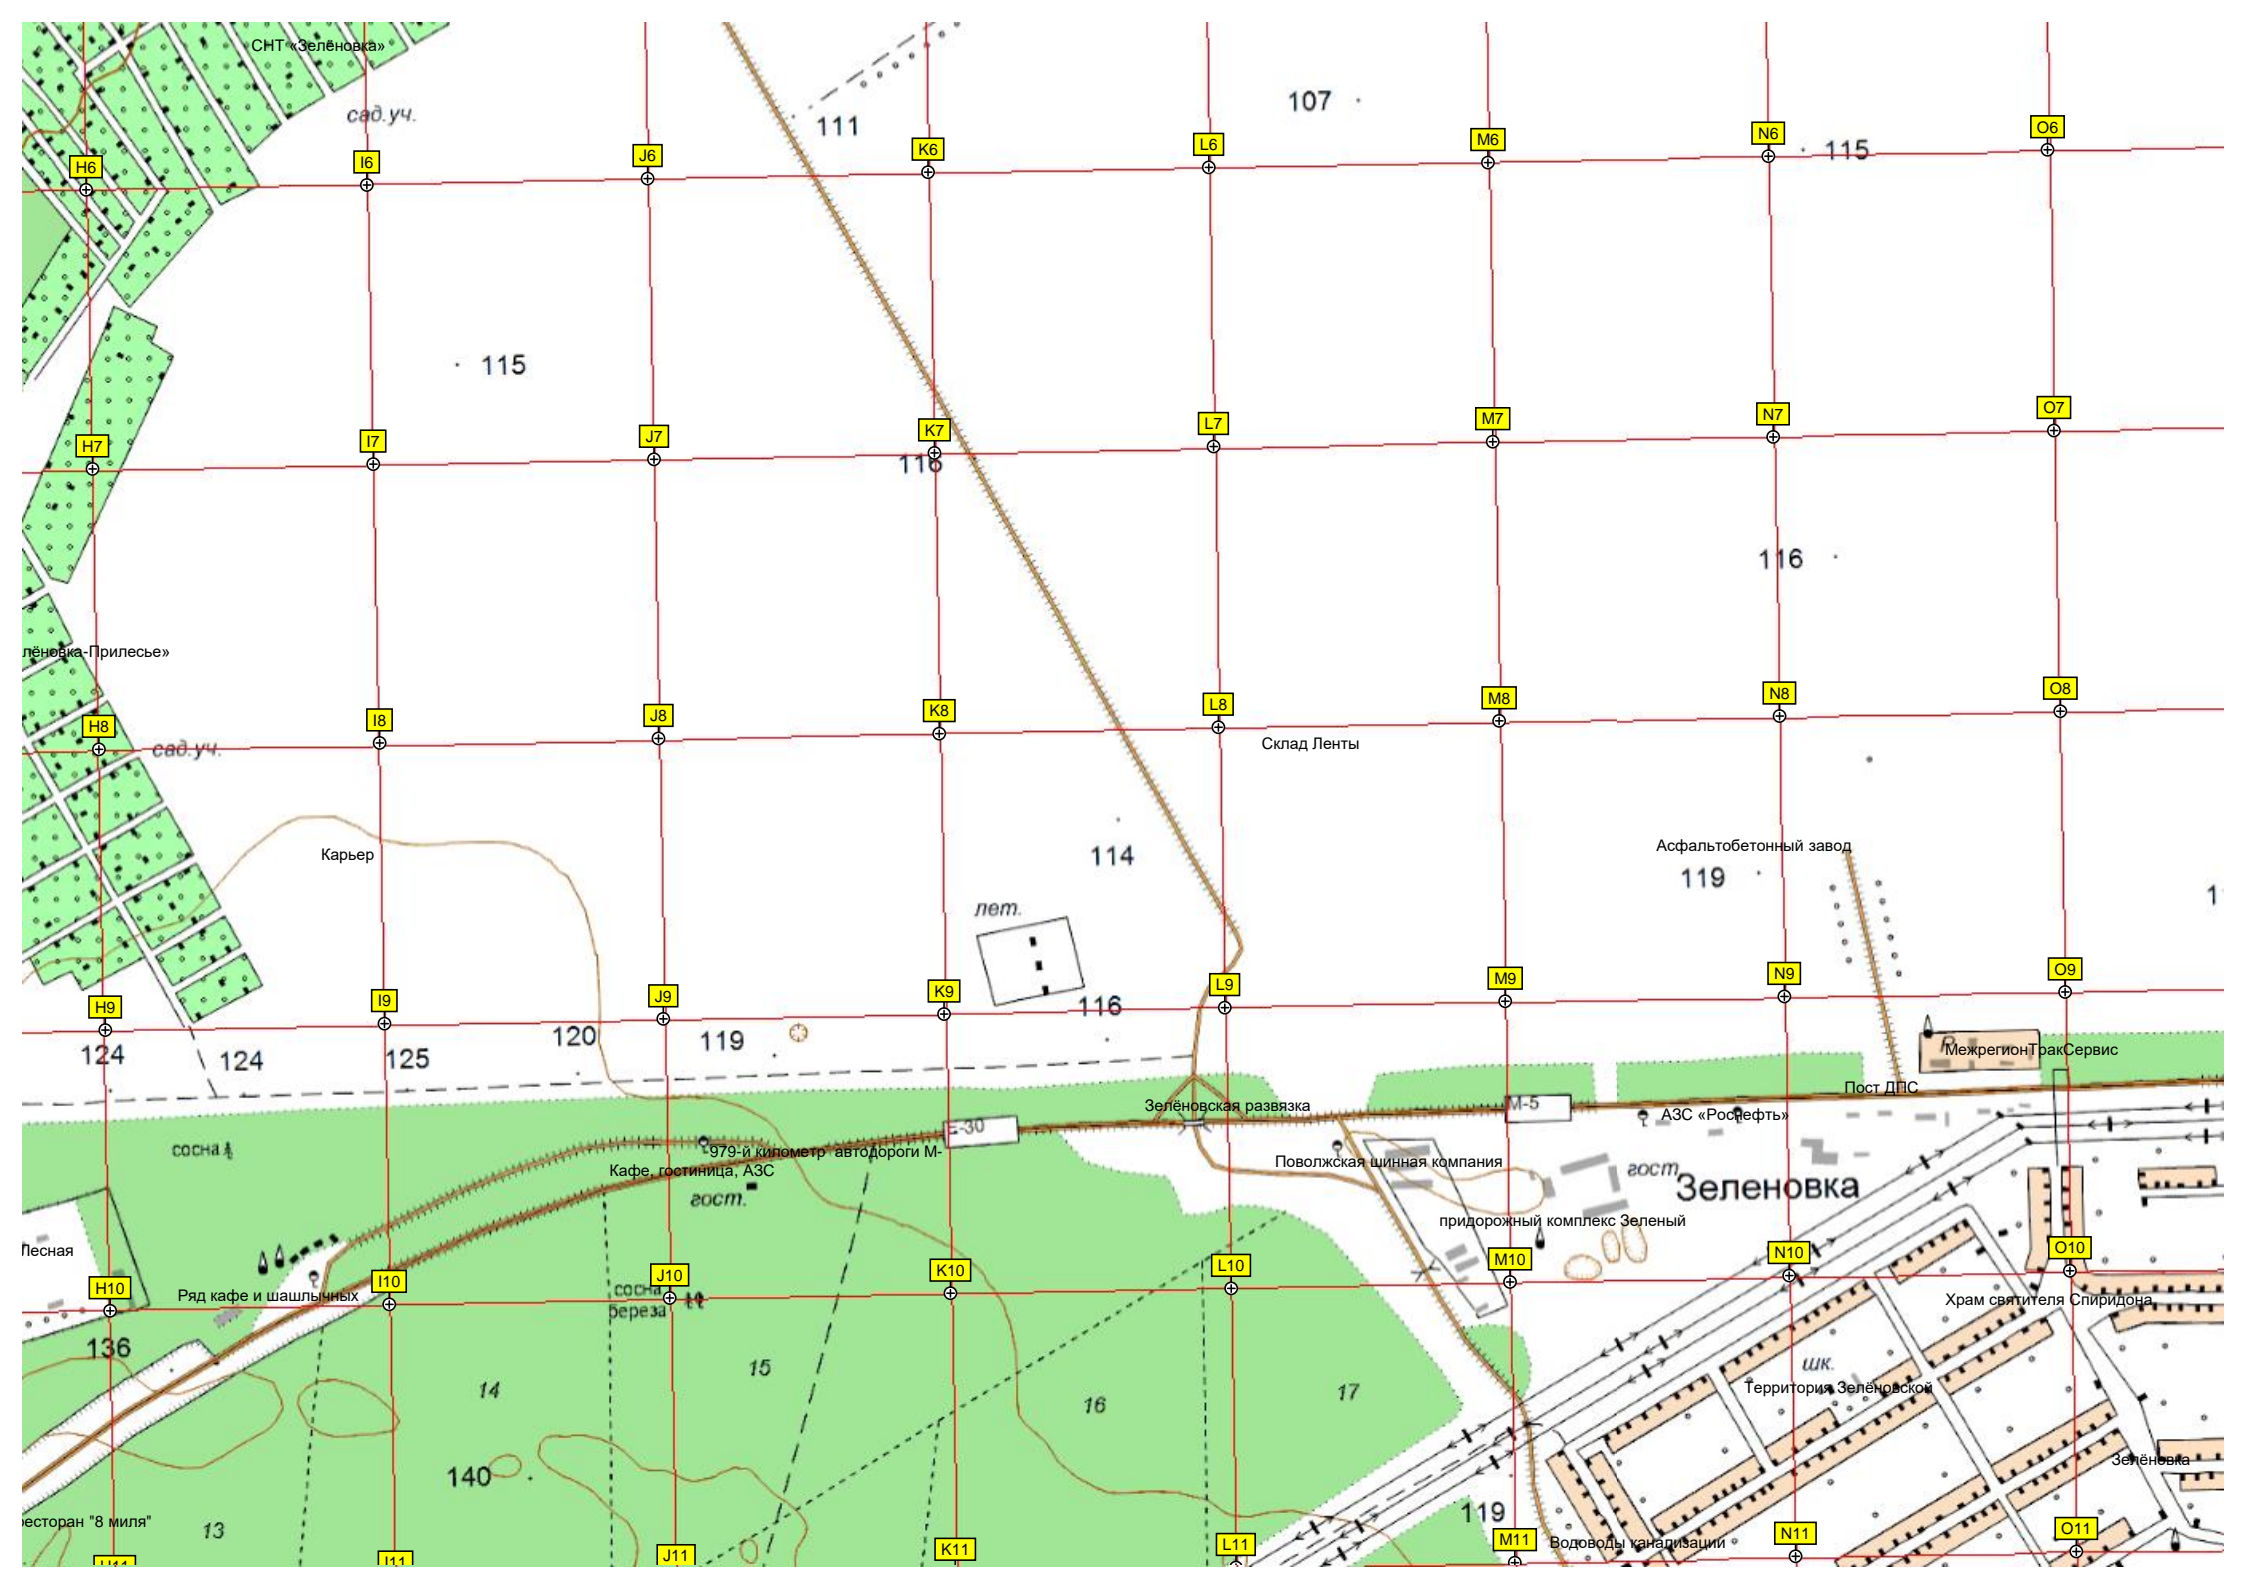 СНТ «Зелёновка»
сад.уч.
107
111
115
H6
I6
J6
K6
L6
M6
N6
O6
115
H7
I7
J7
K7
L7
M7
N7
O7
116
116
лёновка-Прилесье»
H8
I8
J8
K8
L8
M8
N8
O8
сад.уч.
Склад Ленты
Карьер
114
Асфальтобетонный завод
119
лет.
H9
I9
J9
K9
L9
M9
N9
O9
116
124
124
125
120
119
Р.
МежрегионТракСервис
Пост ДПС
Зелёновская развязка
М-5
АЗС «Роснефть»
E-30
сосна
979-й километр автодороги М-
Кафе, гостиница, АЗС
гост.
Поволжская шинная компания
гост.
Зеленовка
придорожный комплекс Зеленый
Лесная
H10
I10
J10
K10
L10
M10
N10
O10
Ряд кафе и шашлычных
сосна
береза
Храм святителя Спиридона
136
14
15
16
17
шк.
Территория Зелёновской
140
Зелёновка
13
ресторан "8 миля"
119
Водоводы канализации
H11
I11
J11
K11
L11
M11
N11
O11